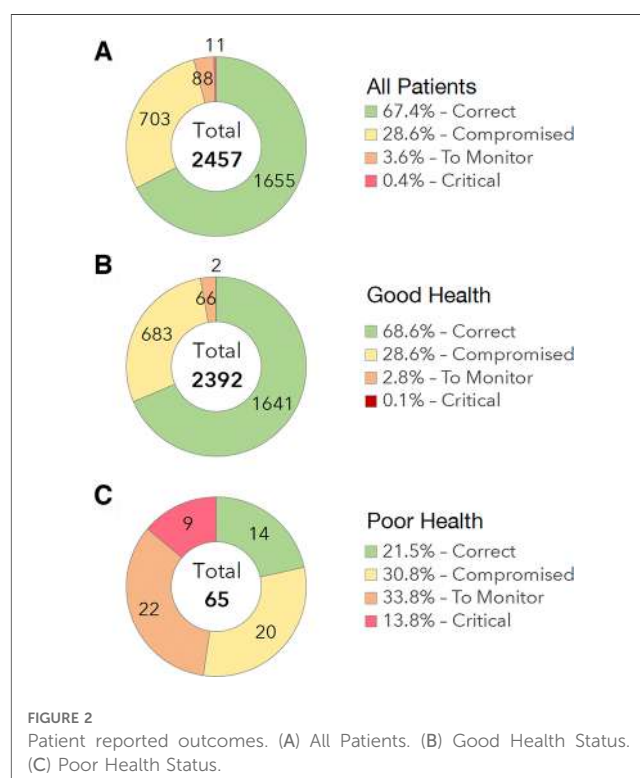 A
11
88
703
Total
2457
1655
All Patients
67.4% - Correct
28.6% - Compromised
3.6% - To Monitor
0.4% - Critical
B
2
66
683
Total
2392
1641
Good Health
68.6% - Correct
28.6% - Compromised
2.8% - To Monitor
0.1% - Critical
C
9
14
Total
65
22
20
Poor Health
21.5% - Correct
30.8% - Compromised
33.8% - To Monitor
13.8% - Critical
FIGURE 2
Patient reported outcomes. (A) All Patients. (B) Good Health Status.
(C) Poor Health Status.